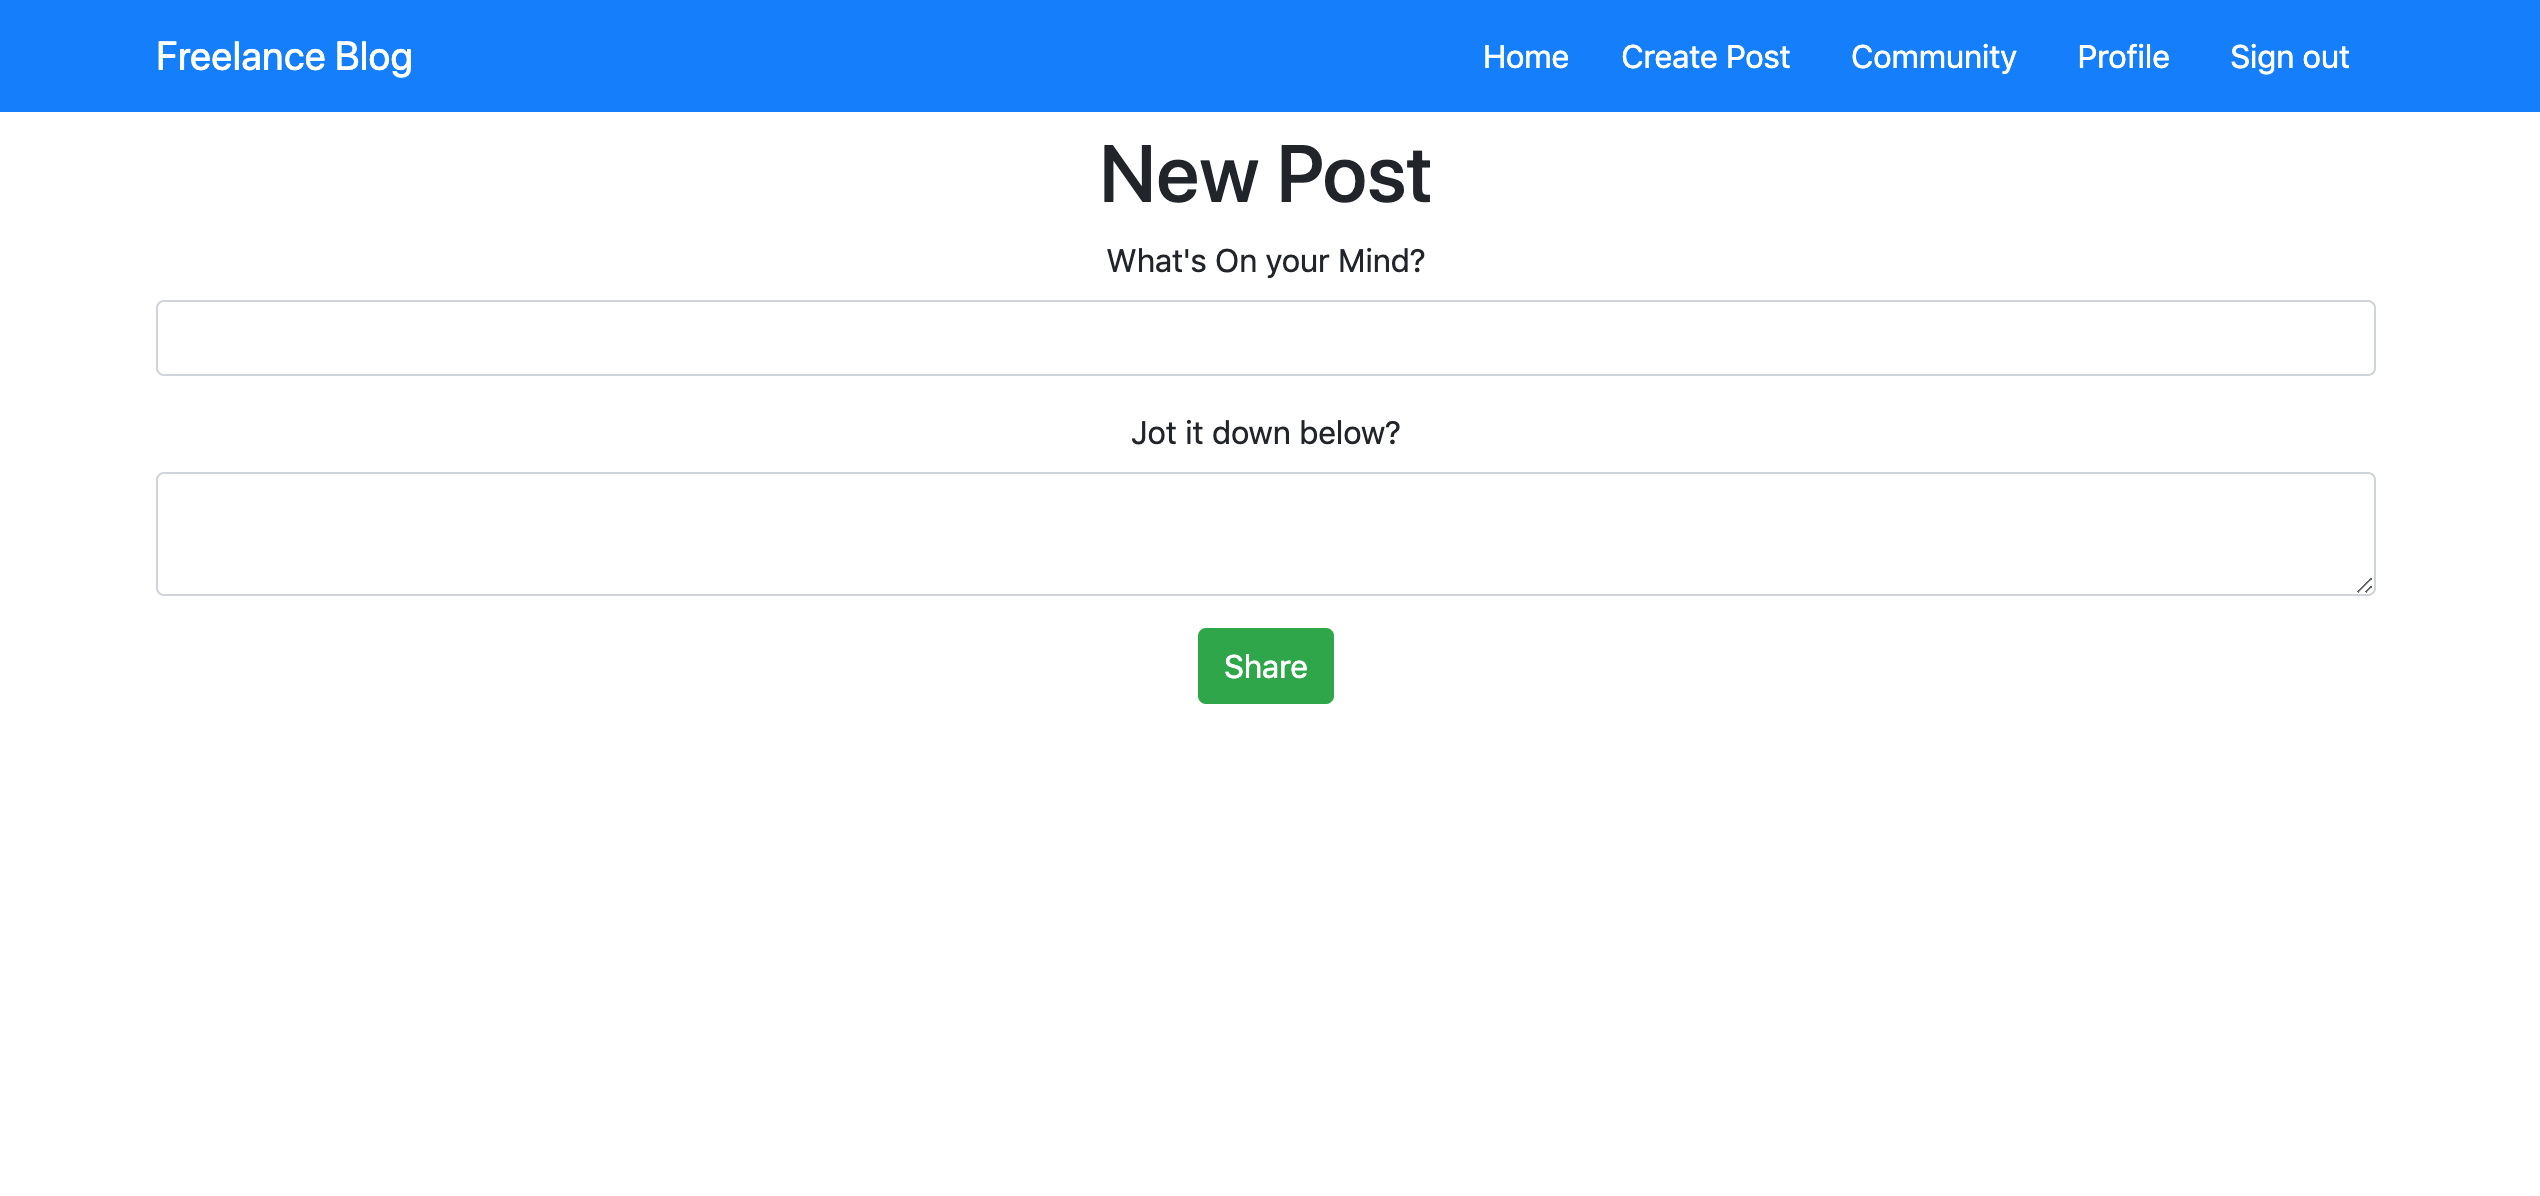 Freelance Blog Home Create Post Community Profile Sign out
New Post
What's On your Mind?
Jot it down below?
Share